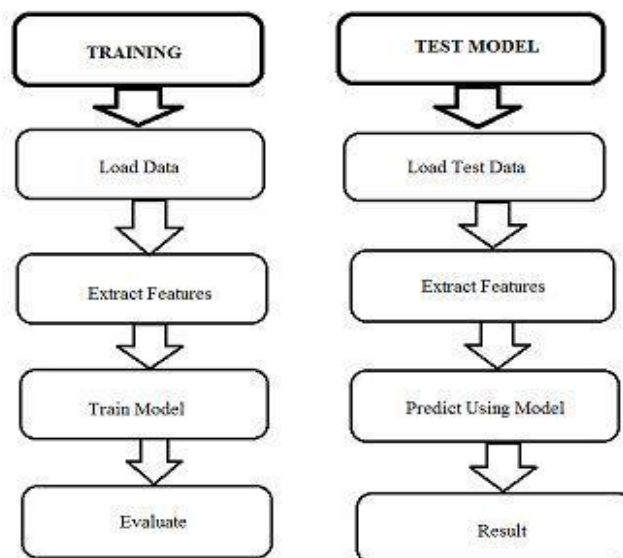 TRAINING
Load Data
Extract Features
Train Model
Evaluate
TEST MODEL
Load Test Data
Extract Features
Predict Using Model
Result